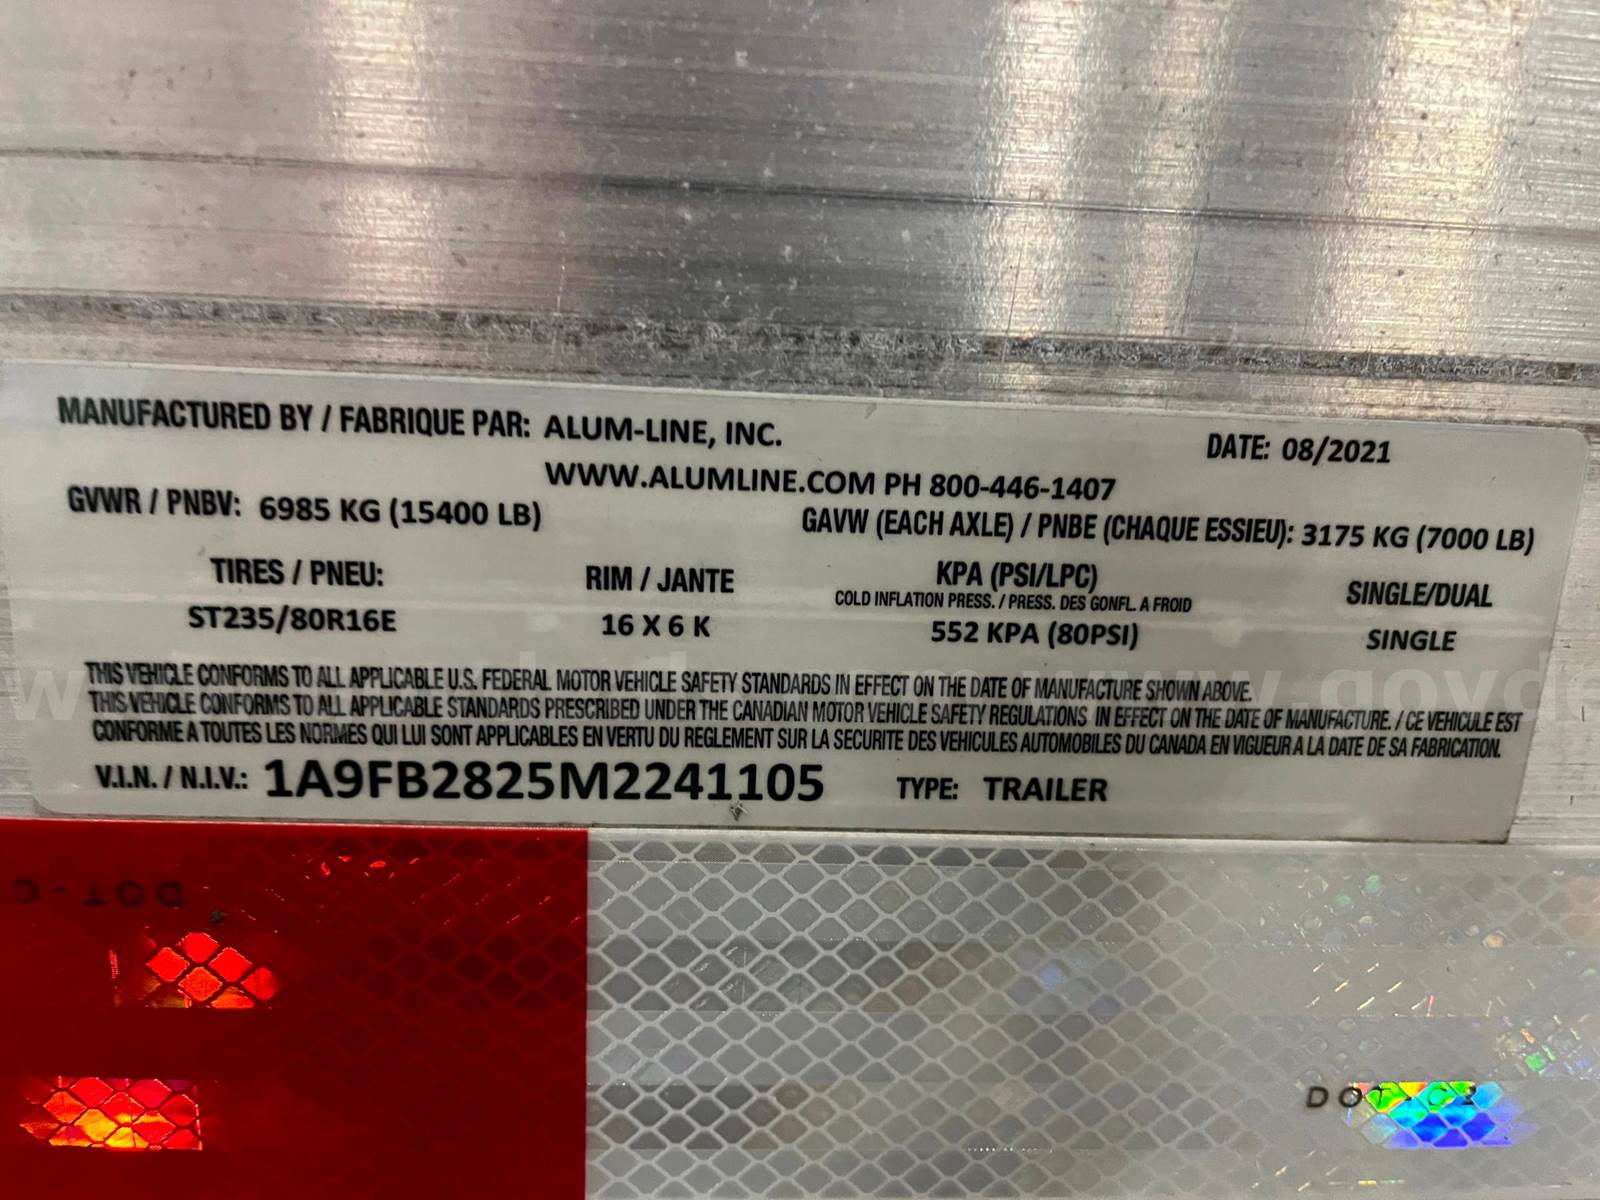 MANUFACTURED BY / FABRIQUE PAR: ALUM-LINE, INC. DATE: 08/2021
WWW.ALUMLINE.COM PH 800-446-1407
GVWR / PNBV: 6985 KG (15400 LB) GAVW (EACH AXLE) / PNBE (CHAQUE ESSIEU): 3175 KG (7000 LB)
TIRES / PNEU: RIM / JANTE KPA (PSI/LPC) SINGLE/DUAL
COLD INFLATION PRESS. / PRESS. DES GONFL. A FROID
ST235/80R16E 16 X 6 K 552 KPA (80PSI) SINGLE
THIS VEHICLE CONFORMS TO ALL APPLICABLE U.S. FEDERAL MOTOR VEHICLE SAFETY STANDARDS IN EFFECT ON THE DATE OF MANUFACTURE SHOWN ABOVE.
THIS VEHICLE CONFORMS TO ALL APPLICABLE STANDARDS PRESCRIBED UNDER THE CANADIAN MOTOR VEHICLE SAFETY REGULATIONS IN EFFECT ON THE DATE OF MANUFACTURE. / CE VEHICULE EST
CONFORME A TOUTES LES NORMES QUI LUI SONT APPLICABLES EN VERTU DU REGLEMENT SUR LA SECURITE DES VEHICULES AUTOMOBILES DU CANADA EN VIGUEUR A LA DATE DE SA FABRICATION.
V.I.N. / N.I.V.: 1A9FB2825M2241105 TYPE: TRAILER
DOT-C
DOT-C2